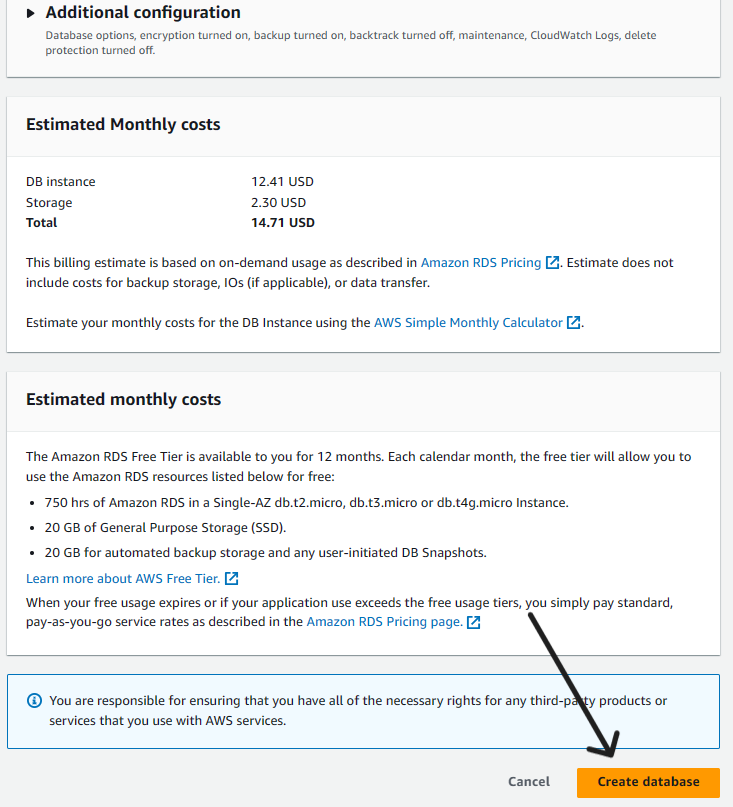 Additional configuration
Database options, encryption turned on, backup turned on, backtrack turned off, maintenance, CloudWatch Logs, delete
protection turned off.
Estimated Monthly costs
DB instance 12.41 USD
Storage 2.30 USD
Total 14.71 USD
This billing estimate is based on on-demand usage as described in Amazon RDS Pricing. Estimate does not
include costs for backup storage, IOs (if applicable), or data transfer.
Estimate your monthly costs for the DB Instance using the AWS Simple Monthly Calculator.
Estimated monthly costs
The Amazon RDS Free Tier is available to you for 12 months. Each calendar month, the free tier will allow you to
use the Amazon RDS resources listed below for free:
• 750 hrs of Amazon RDS in a Single-AZ db.t2.micro, db.t3.micro or db.t4g.micro Instance.
• 20 GB of General Purpose Storage (SSD).
• 20 GB for automated backup storage and any user-initiated DB Snapshots.
Learn more about AWS Free Tier.
When your free usage expires or if your application use exceeds the free usage tiers, you simply pay standard,
pay-as-you-go service rates as described in the Amazon RDS Pricing page.
You are responsible for ensuring that you have all of the necessary rights for any third-party products or
services that you use with AWS services.
Cancel Create database